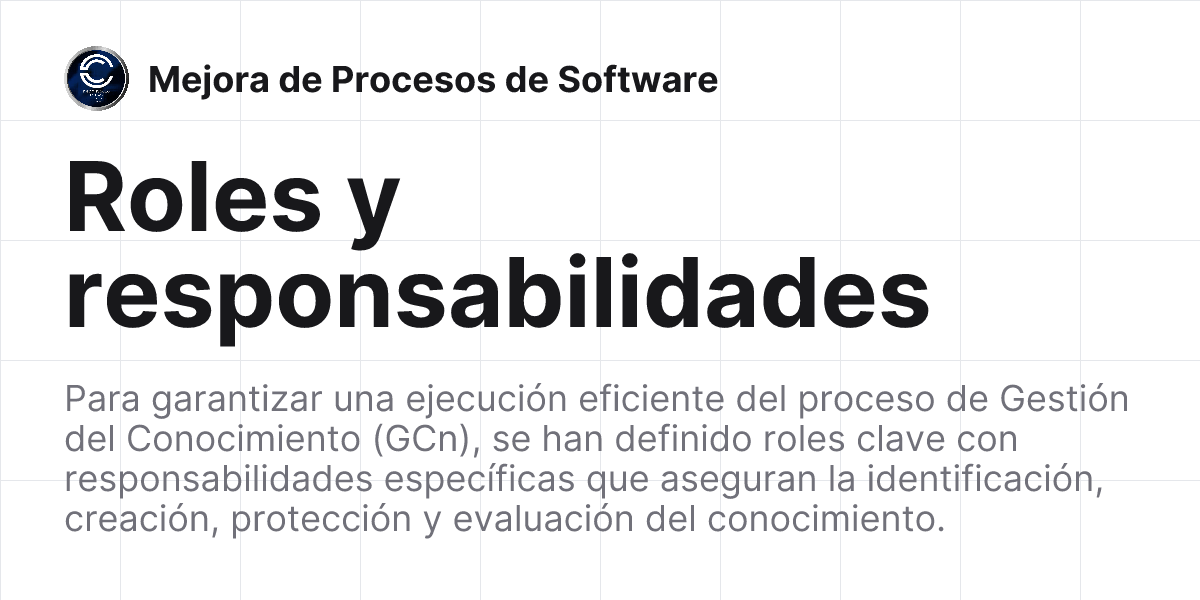 Mejora de Procesos de Software
Roles y
responsabilidades
Para garantizar una ejecución eficiente del proceso de Gestión
del Conocimiento (GCn), se han definido roles clave con
responsabilidades específicas que aseguran la identificación,
creación, protección y evaluación del conocimiento.